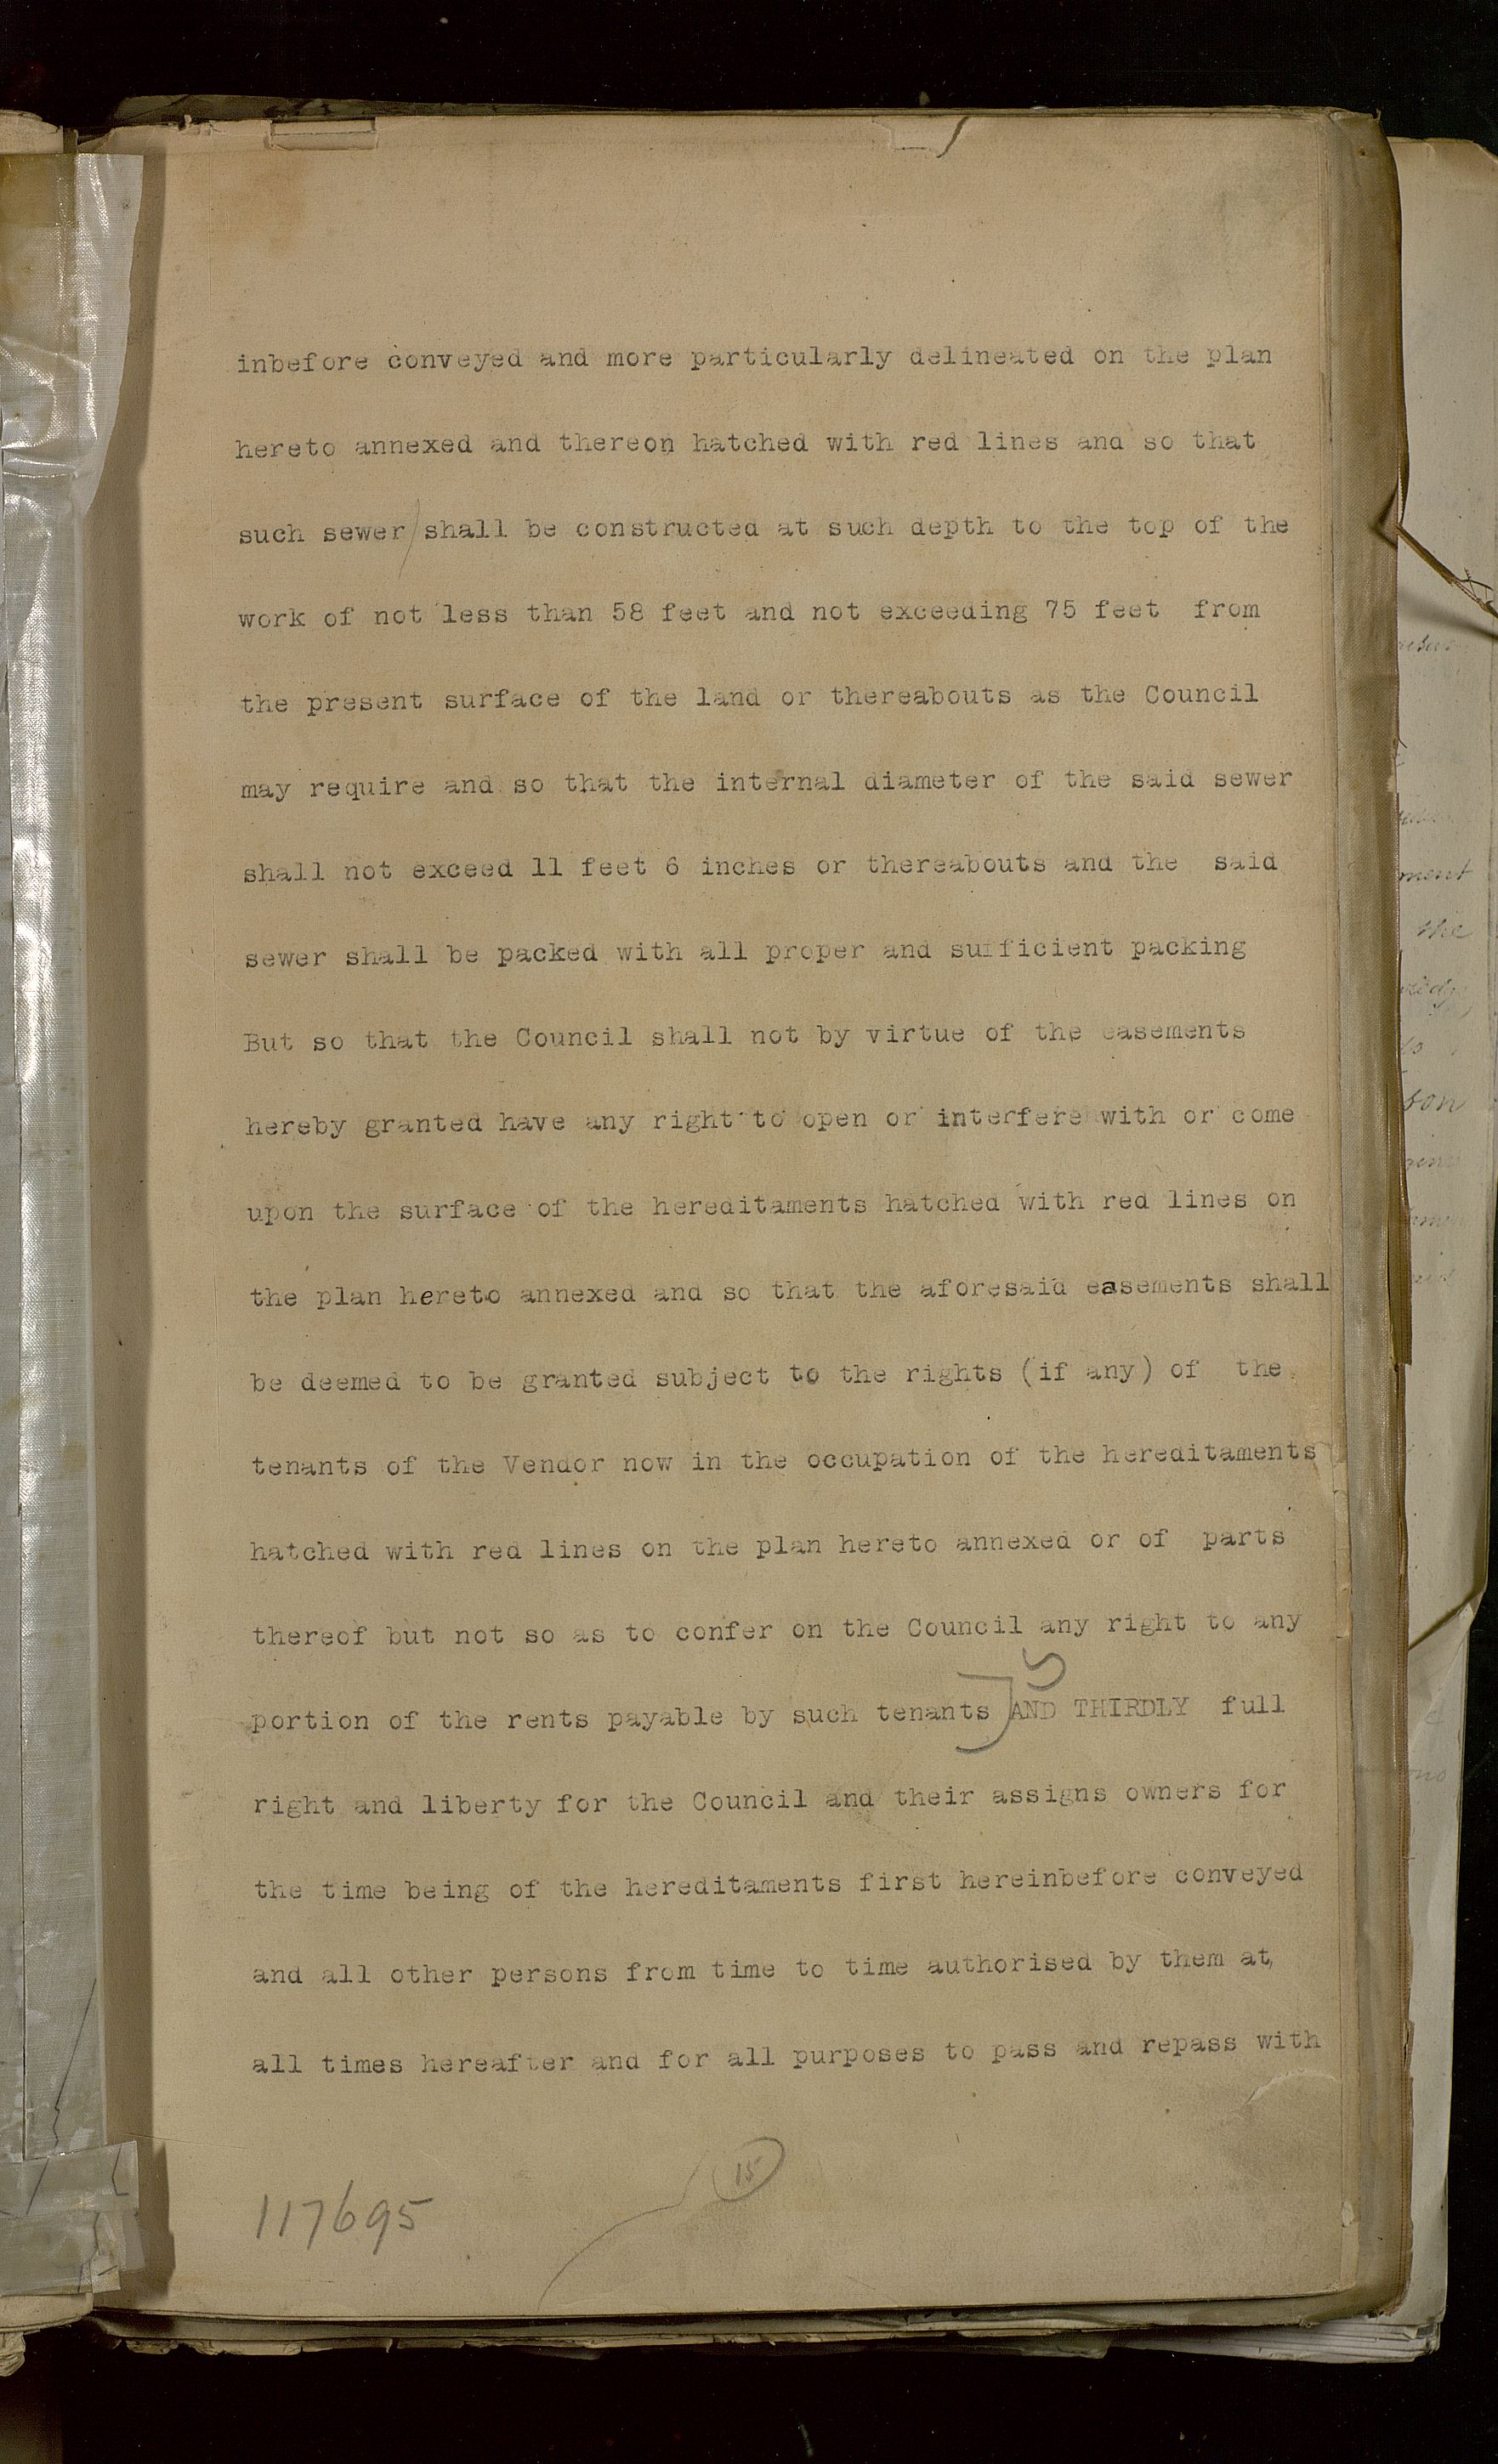 inbefore conveyed and more particularly delineated on the plan
hereto annexed and thereon hatched with red lines and so that
such sewer shall be constructed at such depth to the top of the
work of not less than 58 feet and not exceeding 75 feet from
the present surface of the land or thereabouts as the Council
may require and so that the internal diameter of the said sewer
shall not exceed 11 feet 6 inches or thereabouts and the said
sewer shall be packed with all proper and sufficient packing
But so that the Council shall not by virtue of the easements
hereby granted have any right to open or interfere with or come
upon the surface of the hereditaments hatched with red lines on
the plan hereto annexed and so that the aforesaid easements shall
be deemed to be granted subject to the rights (if any) of the
tenants of the Vendor now in the occupation of the hereditaments
hatched with red lines on the plan hereto annexed or of parts
thereof but not so as to confer on the Council any right to any
portion of the rents payable by such tenants AND THIRDLY full
right and liberty for the Council and their assigns owners for
the time being of the hereditaments first hereinbefore conveyed
and all other persons from time to time authorised by them at
all times hereafter and for all purposes to pass and repass with
15
117695
ment
the
son